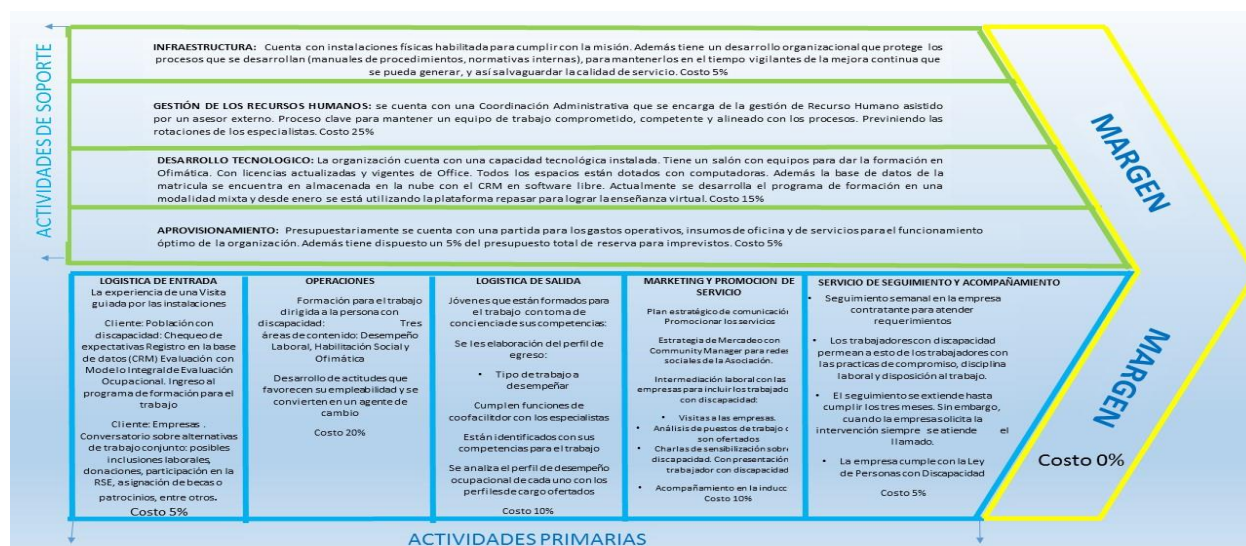 ACTIVIDADES DE SOPORTE
INFRAESTRUCTURA: Cuenta con instalaciones físicas habilitada para cumplir con la misión. Además tiene un desarrollo organizacional que protege los
procesos que se desarrollan (manuales de procedimientos, normativas internas), para mantenerlos en el tiempo vigilantes de la mejora continua que
se pueda generar, y así salvaguardar la calidad de servicio. Costo 5%
GESTIÓN DE LOS RECURSOS HUMANOS: se cuenta con una Coordinación Administrativa que se encarga de la gestión de Recurso Humano asistido
por un asesor externo. Proceso clave para mantener un equipo de trabajo comprometido, competente y alineado con los procesos. Previniendo las
rotaciones de los especialistas. Costo 25%
DESARROLLO TECNOLOGICO: La organización cuenta con una capacidad tecnológica instalada. Tiene un salón con equipos para dar la formación en
Ofimática. Con licencias actualizadas y vigentes de Office. Todos los espacios están dotados con computadoras. Además la base de datos de la
matricula se encuentra en almacenada en la nube con el CRM en software libre. Actualmente se desarrolla el programa de formación en una
modalidad mixta y desde enero se está utilizando la plataforma repasar para lograr la enseñanza virtual. Costo 15%
APROVISIONAMIENTO: Presupuestariamente se cuenta con una partida para los gastos operativos, insumos de oficina y de servicios para el funcionamiento
óptimo de la organización. Además tiene dispuesto un 5% del presupuesto total de reserva para imprevistos. Costo 5%
MARGEN
LOGISTICA DE ENTRADA
La experiencia de una Visita
guiada por las instalaciones
Cliente: Población con
discapacidad: Chequeo de
expectativas Registro en la base
de datos (CRM) Evaluación con
Modelo Integral de Evaluación
Ocupacional. Ingreso al
programa de formación para el
trabajo
Cliente: Empresas .
Conversatorio sobre alternativas
de trabajo conjunto: posibles
inclusiones laborales,
donaciones, participación en la
RSE, asignación de becas o
patrocinios, entre otros.
Costo 5%
OPERACIONES
Formación para el trabajo
dirigida a la persona con
discapacidad: Tres
áreas de contenido: Desempeño
Laboral, Habilitación Social y
Ofimática
Desarrollo de actitudes que
favorecen su empleabilidad y se
convierten en un agente de
cambio
Costo 20%
LOGISTICA DE SALIDA
Jóvenes que están formados para
el trabajo con toma de
conciencia de sus competencias:
Se les elaboración del perfil de
egreso:
• Tipo de trabajo a
desempeñar
Cumplen funciones de
coofacilitdor con los especialistas
Están identificados con sus
competencias para el trabajo
Se analiza el perfil de desempeño
ocupacional de cada uno con los
perfiles de cargo ofertados
Costo 10%
MARKETING Y PROMOCION DE
SERVICIO
Plan estratégico de comunicación
Promocionar los servicios
Estrategia de Mercadeo con
Community Manager para redes
sociales de la Asociación.
Intermediación laboral con las
empresas para incluir los trabajado
con discapacidad:
• Visitas a las empresas.
• Análisis de puestos de trabajo
son ofertados
• Charlas de sensibilización sobre
discapacidad. Con presentación
trabajador con discapacidad
• Acompañamiento en la inducc
Costo 10%
SERVICIO DE SEGUIMIENTO Y ACOMPAÑAMIENTO
• Seguimiento semanal en la empresa
contratante para atender
requerimientos
• Los trabajadores con discapacidad
permean a esto de los trabajadores con
las practicas de compromiso, disciplina
laboral y disposición al trabajo.
• El seguimiento se extiende hasta
cumplir los tres meses. Sin embargo,
cuando la empresa solicita la
intervención siempre se atiende el
llamado.
• La empresa cumple con la Ley
de Personas con Discapacidad
Costo 5%
MARGEN
Costo 0%
ACTIVIDADES PRIMARIAS